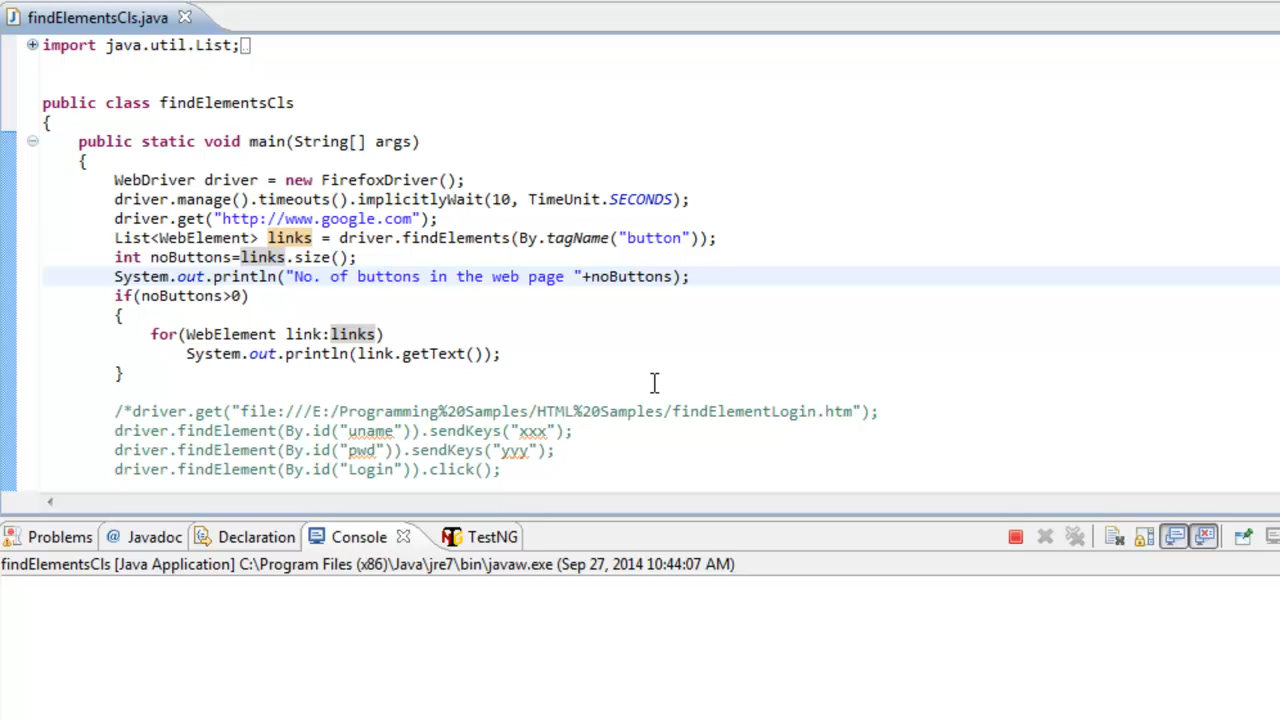 findElementsCls.java
import java.util.List;
public class findElementsCls
{
public static void main(String[] args)
{
WebDriver driver = new FirefoxDriver();
driver.manage().timeouts().implicitlyWait(10, TimeUnit.SECONDS);
driver.get("http://www.google.com");
List<WebElement> links = driver.findElements(By.tagName("button"));
int noButtons=links.size();
System.out.println("No. of buttons in the web page "+noButtons);
if(noButtons>0)
{
for(WebElement link:links)
System.out.println(link.getText());
}
/*driver.get("file:///E:/Programming%20Samples/HTML%20Samples/findElementLogin.htm");
driver.findElement(By.id("uname")).sendKeys("xxx");
driver.findElement(By.id("pwd")).sendKeys("yyy");
driver.findElement(By.id("Login")).click();
Problems @ Javadoc Declaration Console TestNG
findElementsCls [Java Application] C:\Program Files (x86)\Java\jre7\bin\javaw.exe (Sep 27, 2014 10:44:07 AM)